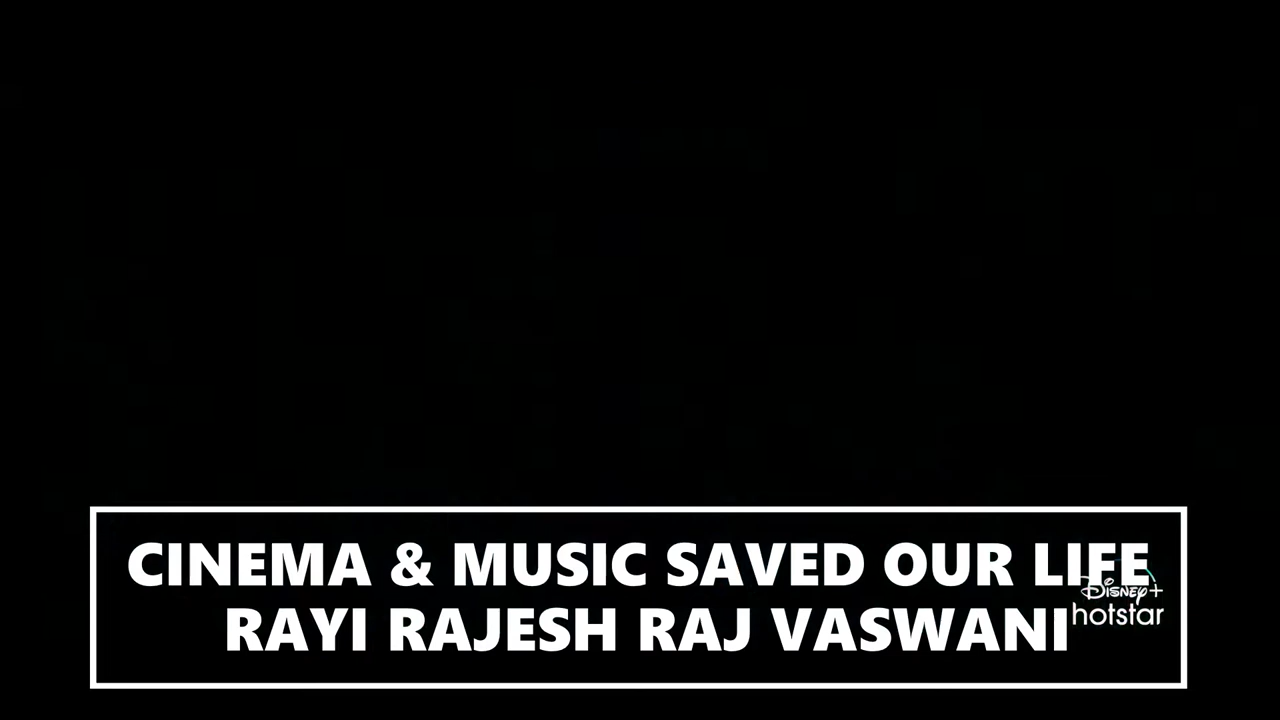 CINEMA & MUSIC SAVED OUR LIFE
RAYI RAJESH RAJ VASWANI
Disney+
hotstar